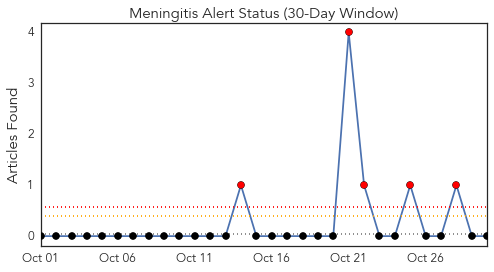 Meningitis Alert Status (30-Day Window)
Articles Found
4
3
2
1
0
Oct 01 Oct 06 Oct 11 Oct 16 Oct 21 Oct 26